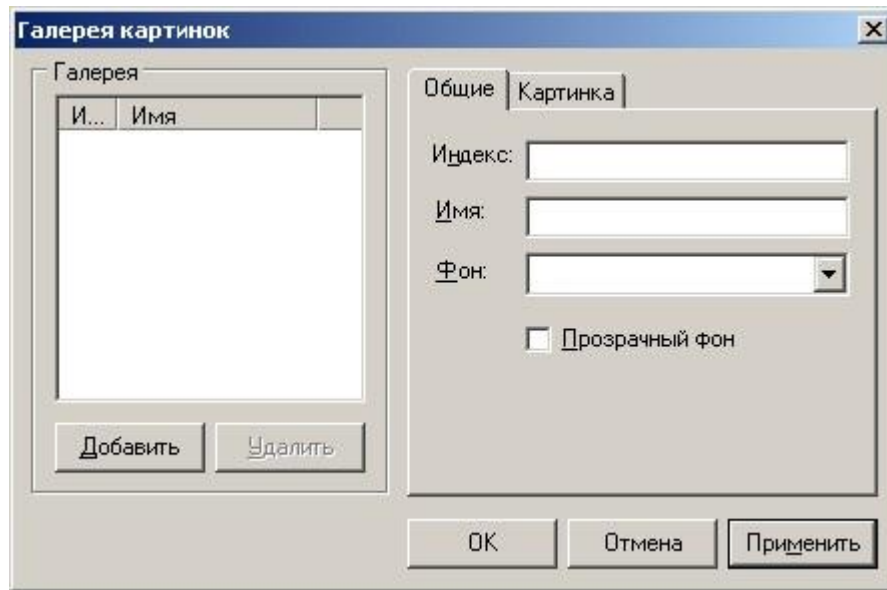 Галерея картинок
Галерея
И... Имя
Добавить Удалить
Общие Картинка
Индекс:
Имя:
Фон:
Прозрачный фон
OK Отмена Применить